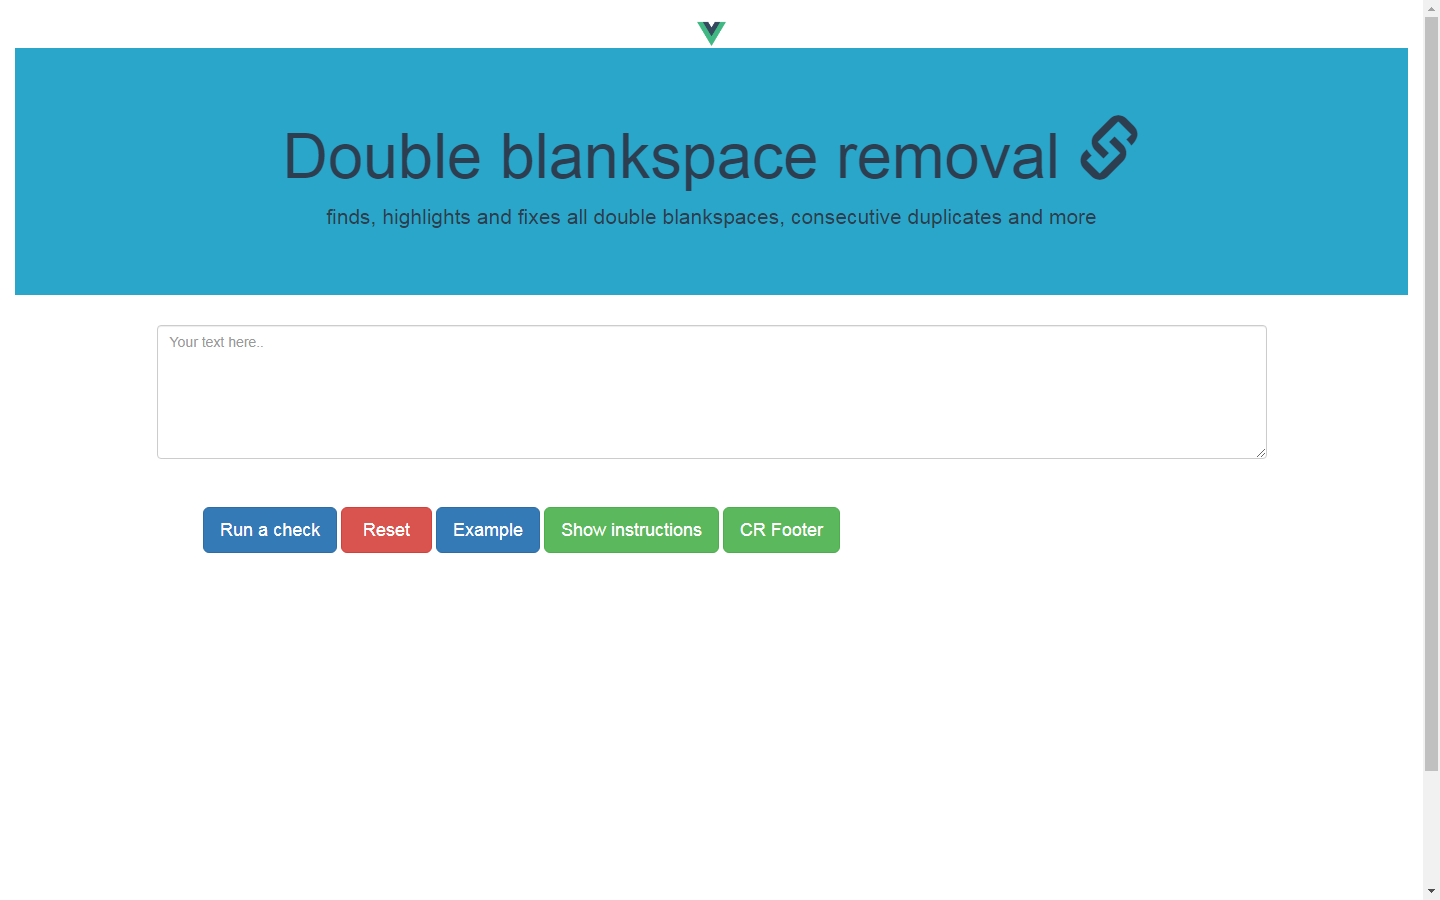 Double blankspace removal
finds, highlights and fixes all double blankspaces, consecutive duplicates and more
Your text here..
Run a check Reset Example Show instructions CR Footer